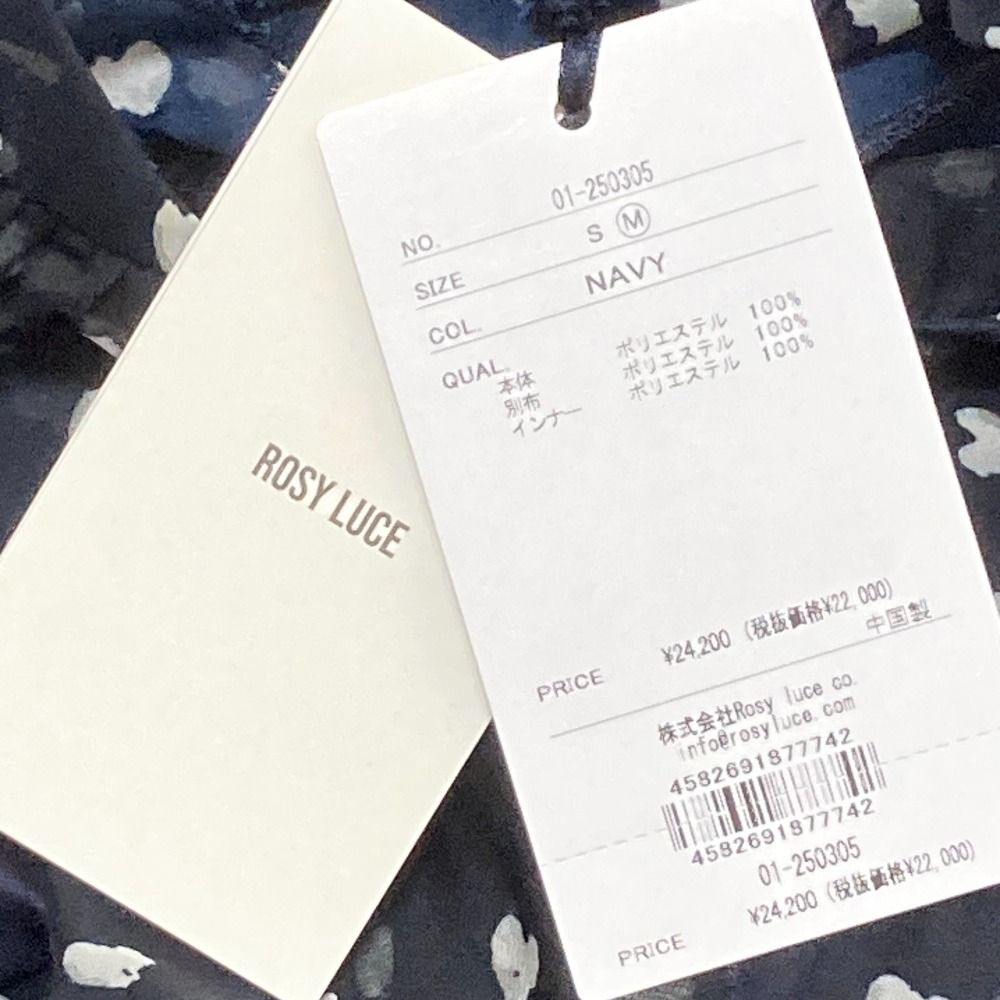 ROSY LUCE
NO. 01-250305
SIZE S Ⓜ
COL. NAVY
QUAL.
本体 ポリエステル 100%
別布 ポリエステル 100%
インナー ポリエステル 100%
PRICE ¥24,200 (税抜価格¥22,000)
中国製
株式会社Rosy luce co.
info@rosyluce.com
4582691877742
4582691877742
01-250305
PRICE ¥24,200 (税抜価格¥22,000)